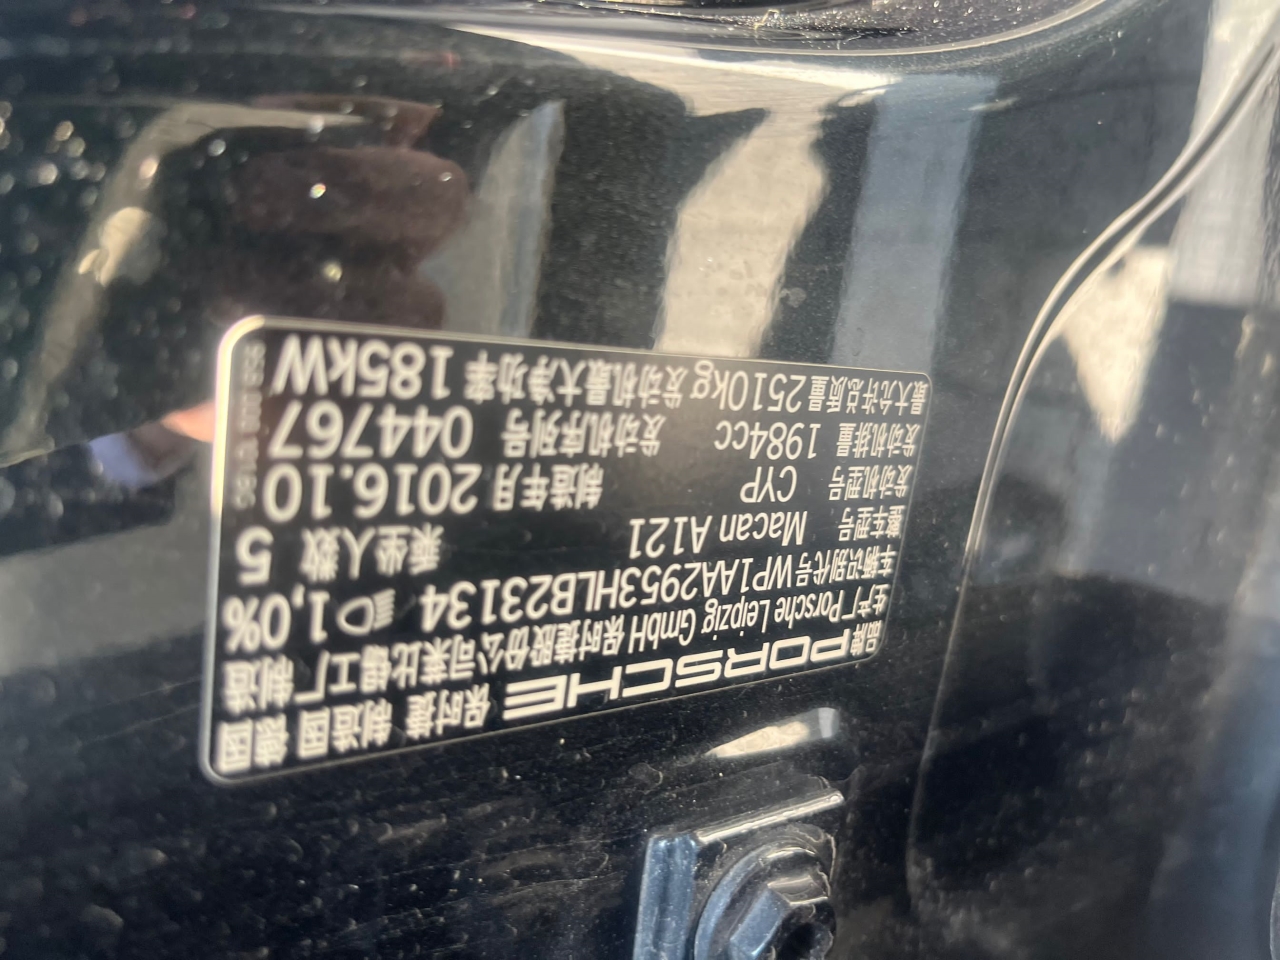 品牌 PORSCHE 保时捷 制造国 德国
生产厂 Porsche Leipzig GmbH 保时捷股份公司莱比锡工厂 制造
车辆识别代号 WP1AA2953HLB23134 1,0%
整车型号 Macan A121 乘坐人数 5
发动机型号 CYP 制造年月 2016.10
发动机排量 1984cc 发动机序列号 044767
最大允许总质量 2510kg 发动机最大净功率 185kW